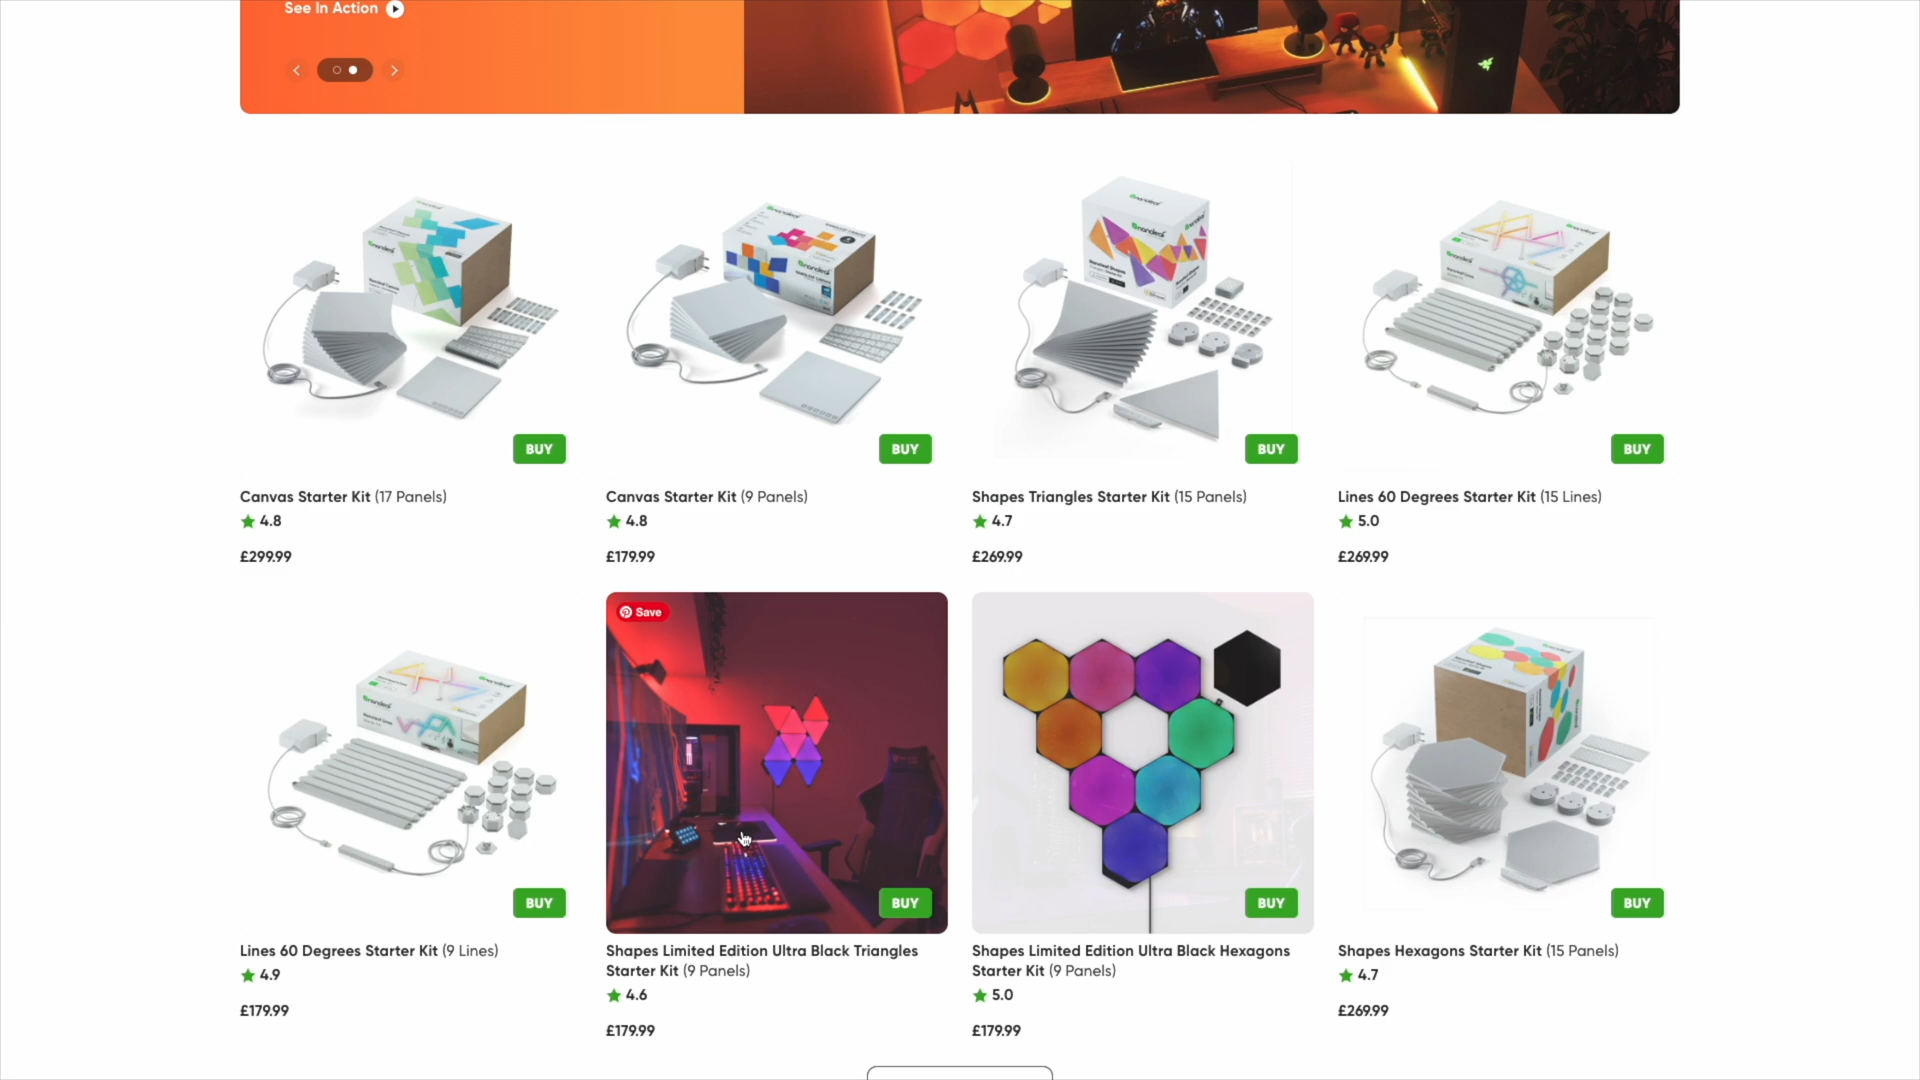 See In Action
BUY
BUY
BUY
BUY
Canvas Starter Kit (17 Panels)
4.8
£299.99
Canvas Starter Kit (9 Panels)
4.8
£179.99
Shapes Triangles Starter Kit (15 Panels)
4.7
£269.99
Lines 60 Degrees Starter Kit (15 Lines)
5.0
£269.99
Save
BUY
BUY
BUY
BUY
Lines 60 Degrees Starter Kit (9 Lines)
4.9
£179.99
Shapes Limited Edition Ultra Black Triangles
Starter Kit (9 Panels)
4.6
£179.99
Shapes Limited Edition Ultra Black Hexagons
Starter Kit (9 Panels)
5.0
£179.99
Shapes Hexagons Starter Kit (15 Panels)
4.7
£269.99